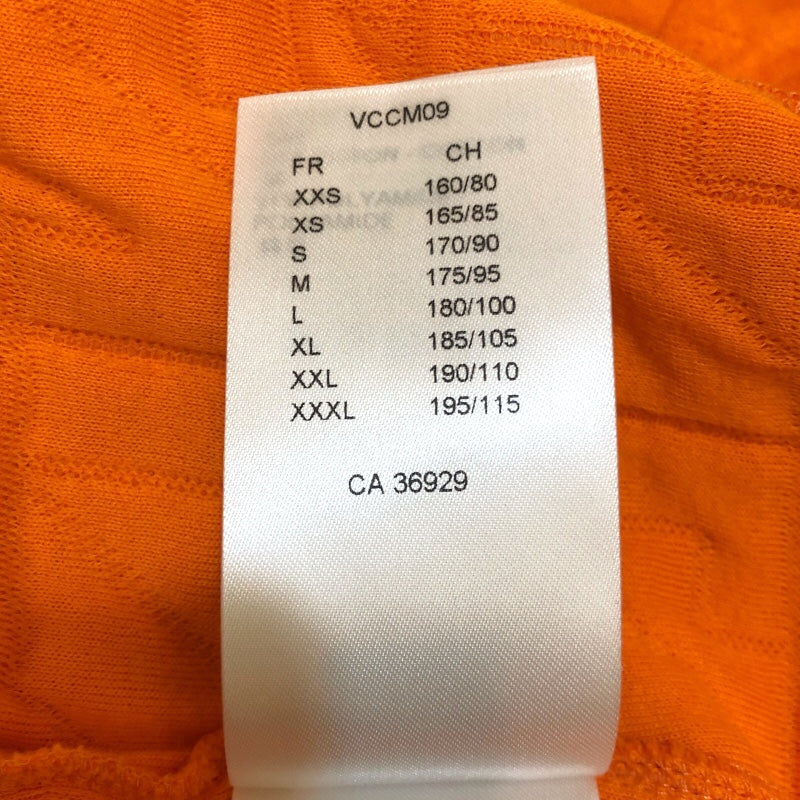 VCCM09
FR CH
XXS 160/80
XS 165/85
S 170/90
M 175/95
L 180/100
XL 185/105
XXL 190/110
XXXL 195/115
CA 36929